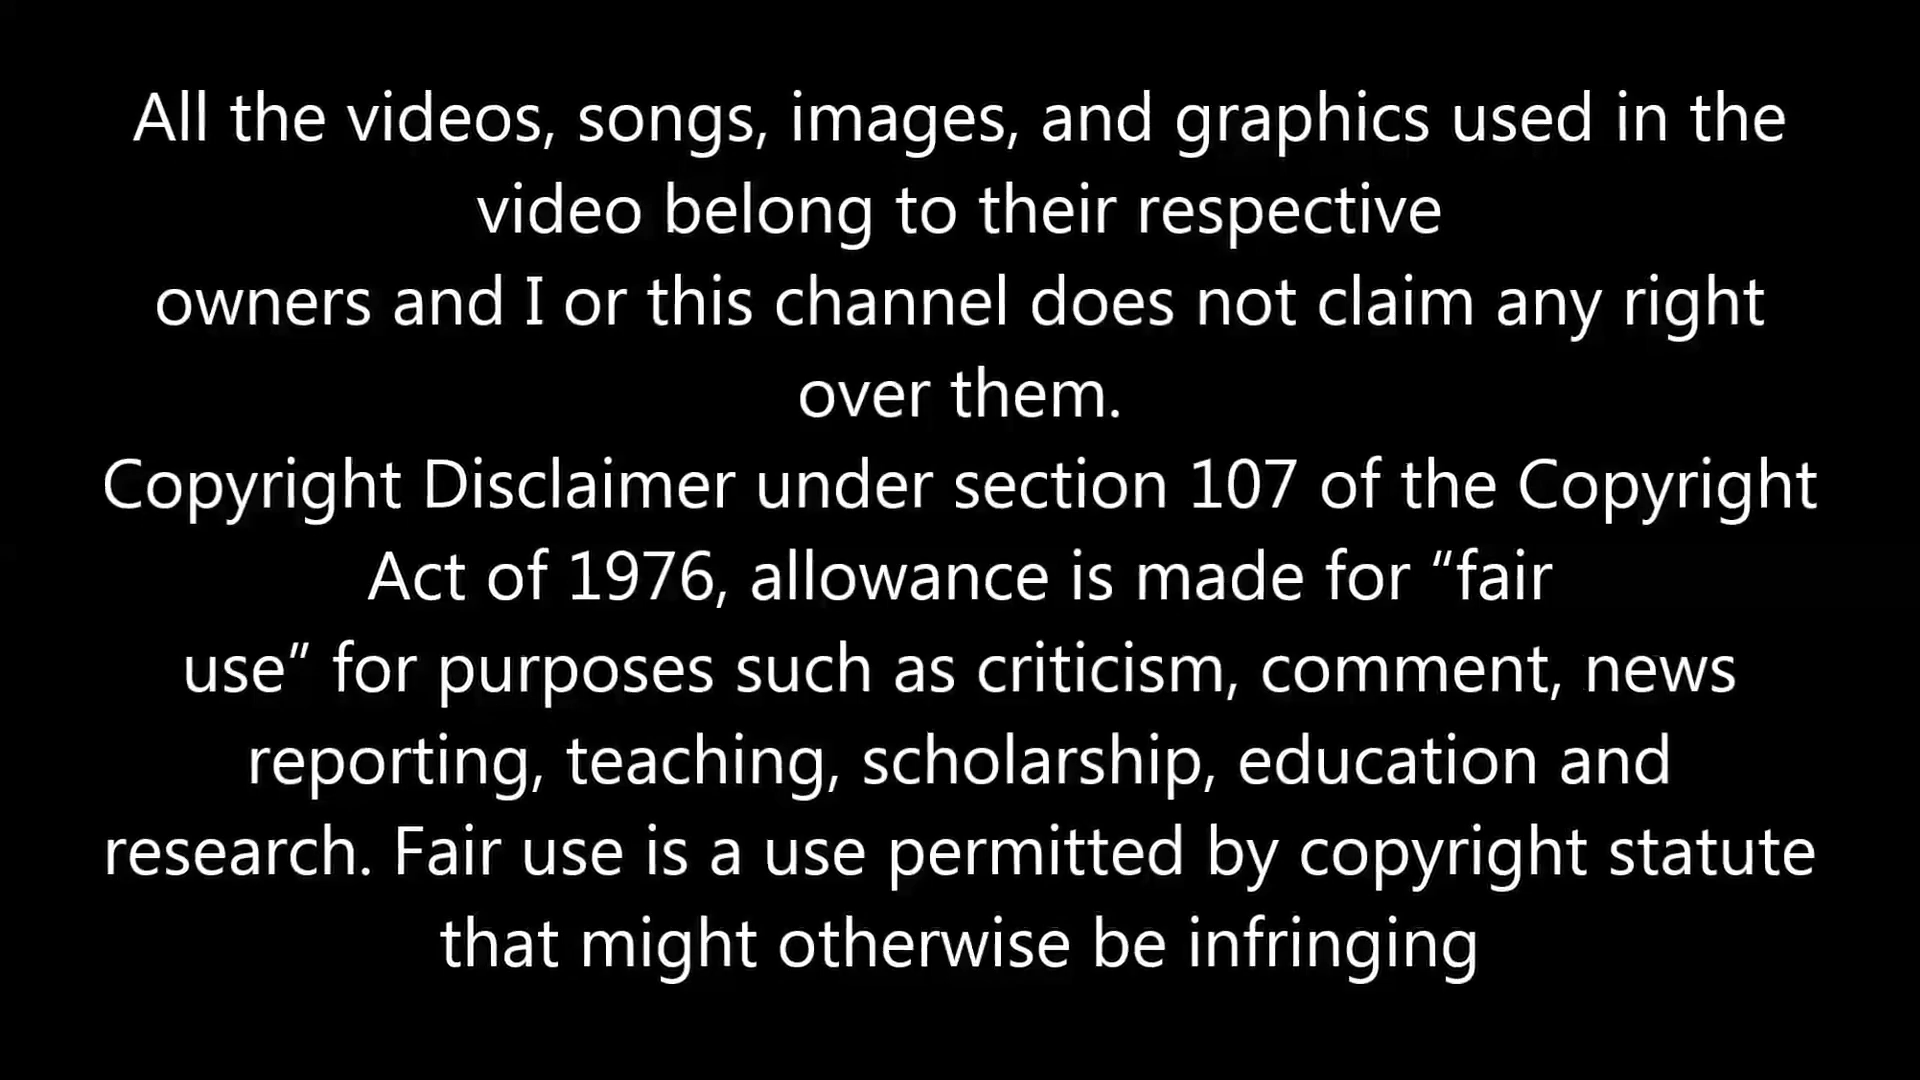 All the videos, songs, images, and graphics used in the
video belong to their respective
owners and I or this channel does not claim any right
over them.
Copyright Disclaimer under section 107 of the Copyright
Act of 1976, allowance is made for “fair
use” for purposes such as criticism, comment, news
reporting, teaching, scholarship, education and
research. Fair use is a use permitted by copyright statute
that might otherwise be infringing